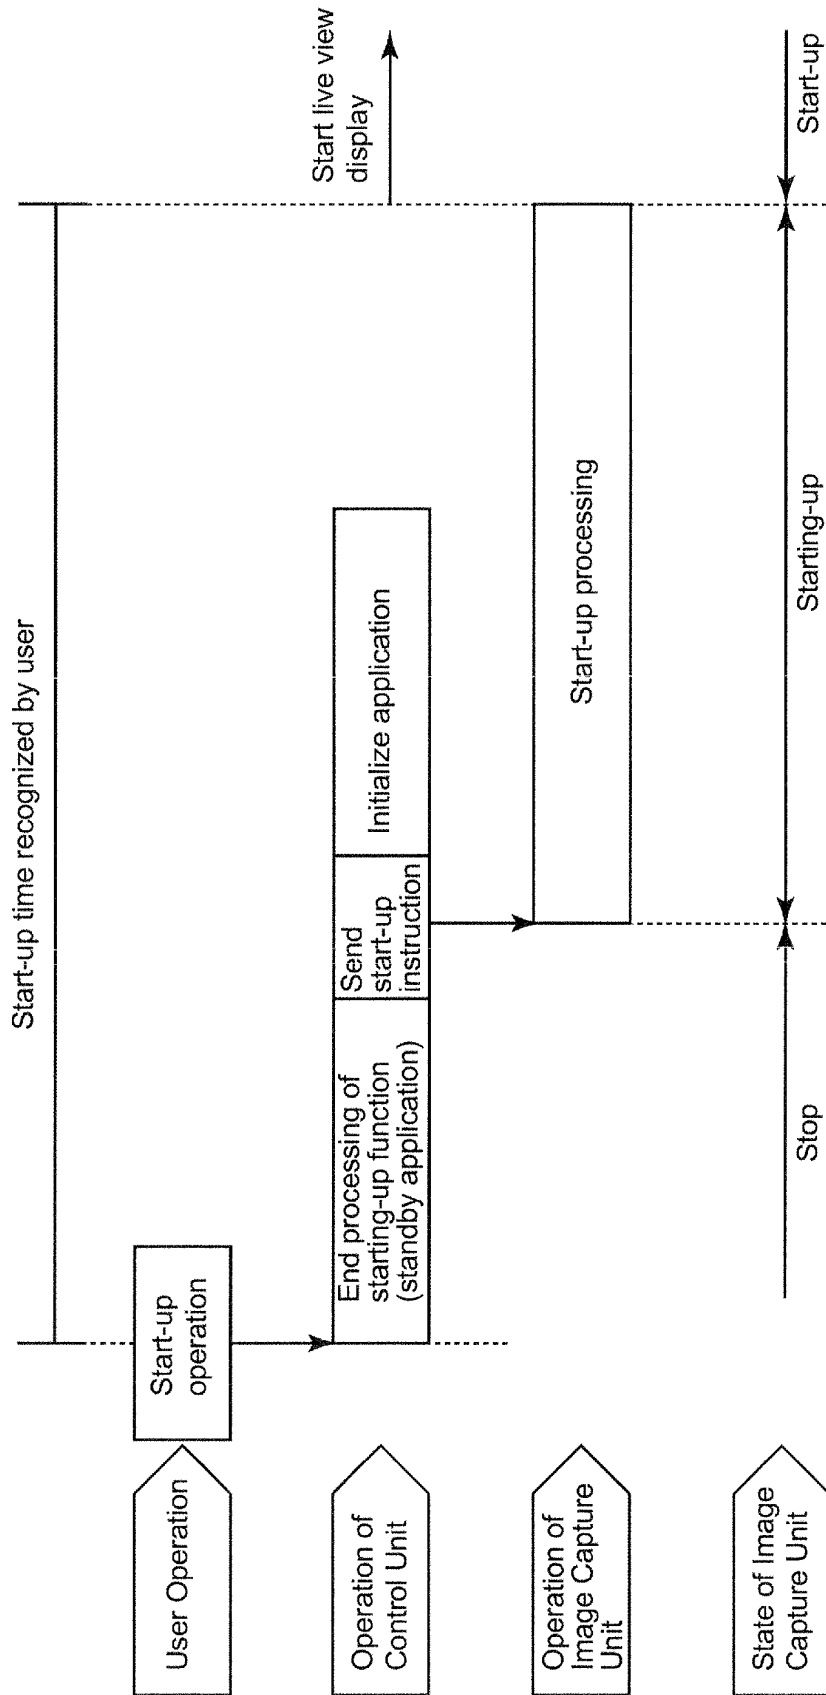 Start-up time recognized by user
User Operation
Start-up
operation
Operation of
Control Unit
End processing of
starting-up function
(standby application)
Send
start-up
instruction
Initialize application
Start live view
display
Operation of
Image Capture
Unit
Start-up processing
State of Image
Capture Unit
Stop
Starting-up
Start-up